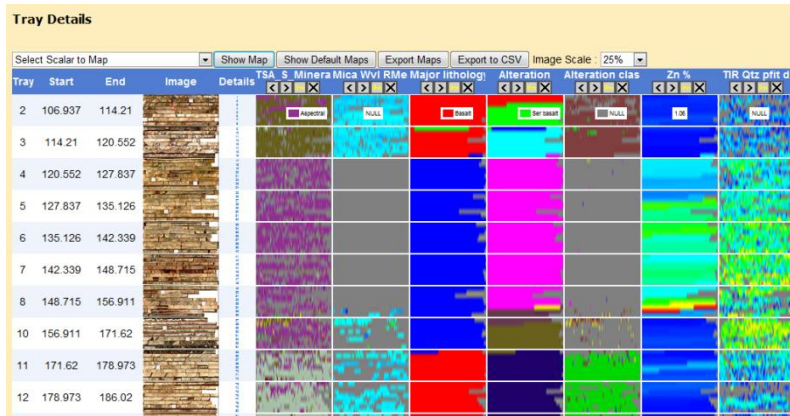 Tray Details
Select Scalar to Map Show Map Show Default Maps Export Maps Export to CSV Image Scale : 25%
Tray Start End Image Details TSA_S_Minera Mica Wvl RMe Major lithology Alteration Alteration clas Zn % TIR Qtz pfit d
2 106.937 114.21 Aspectral NULL Basalt Ser basalt NULL 1.06 NULL
3 114.21 120.552
4 120.552 127.837
5 127.837 135.126
6 135.126 142.339
7 142.339 148.715
8 148.715 156.911
10 156.911 171.62
11 171.62 178.973
12 178.973 186.02